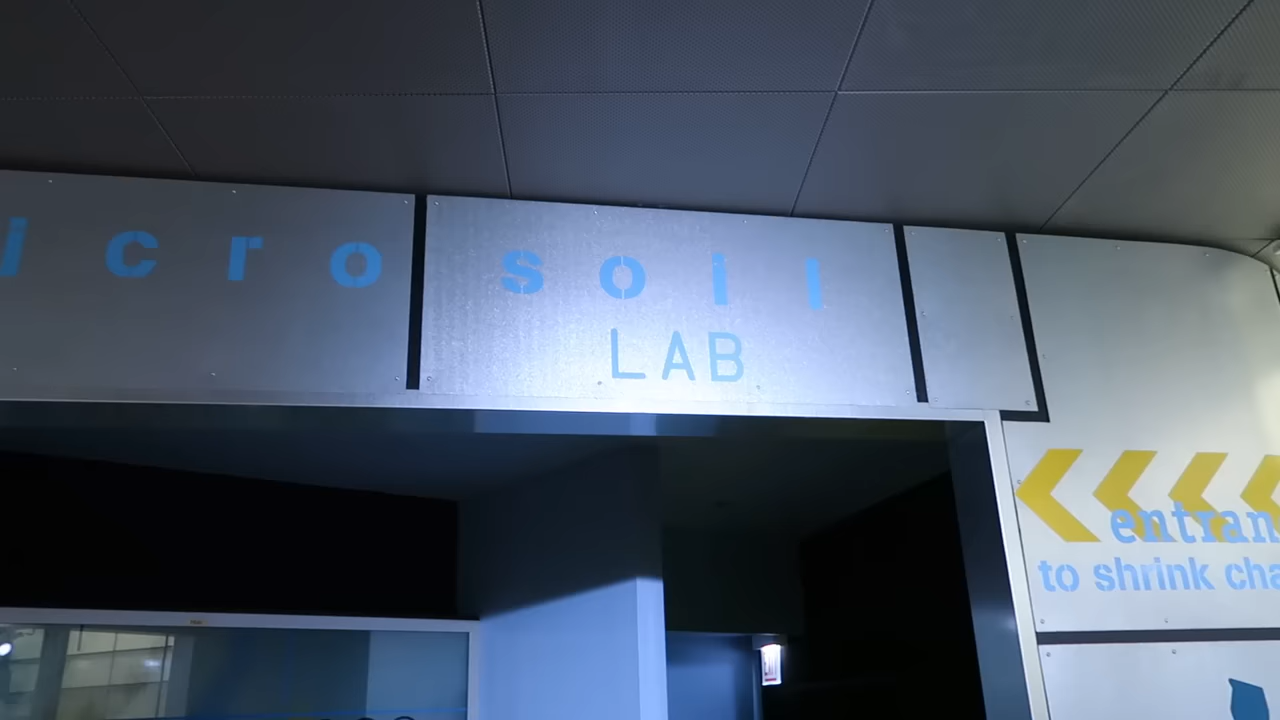 icro soil
LAB
entran
to shrink cha